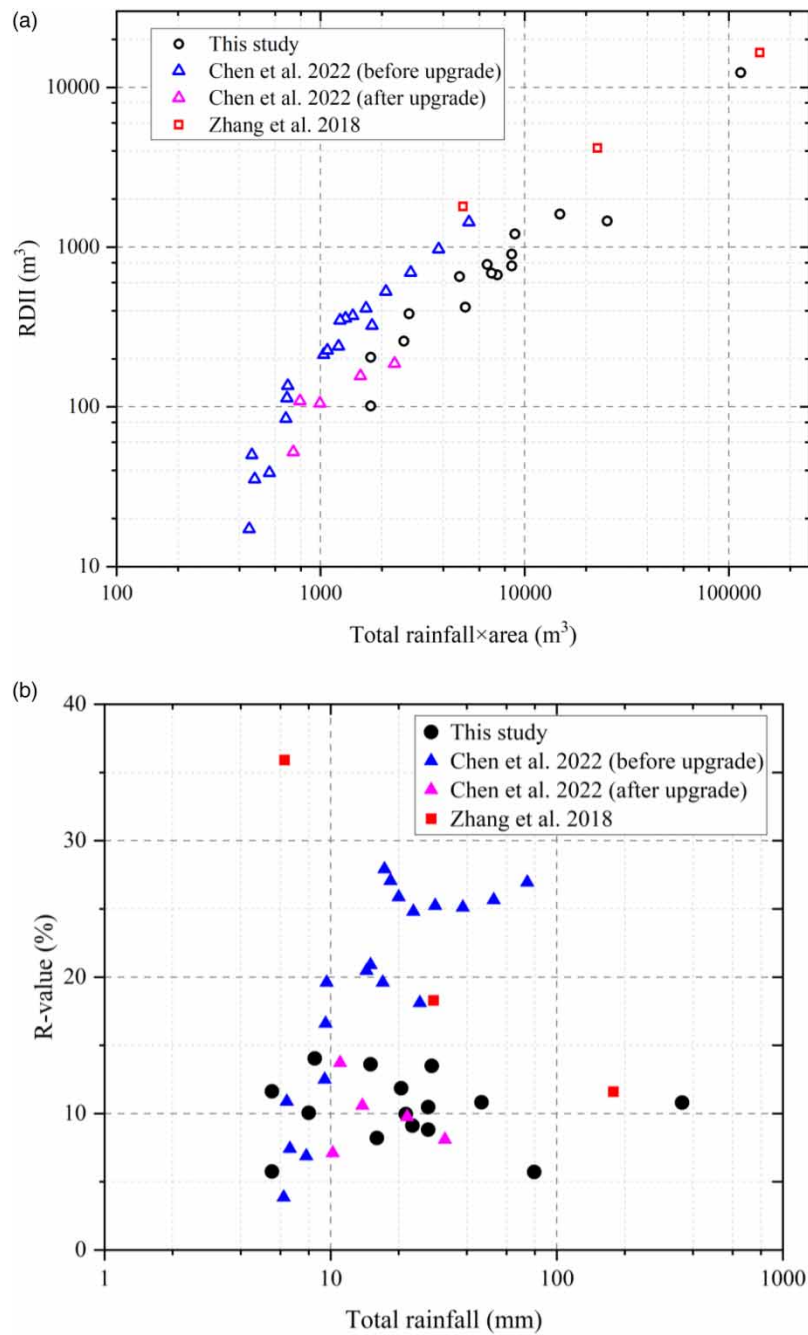 (a)
This study
Chen et al. 2022 (before upgrade)
Chen et al. 2022 (after upgrade)
Zhang et al. 2018
10000
1000
100
10
RDII (m³)
100 1000 10000 100000
Total rainfall×area (m³)
(b)
This study
Chen et al. 2022 (before upgrade)
Chen et al. 2022 (after upgrade)
Zhang et al. 2018
40
30
20
10
0
R-value (%)
1 10 100 1000
Total rainfall (mm)